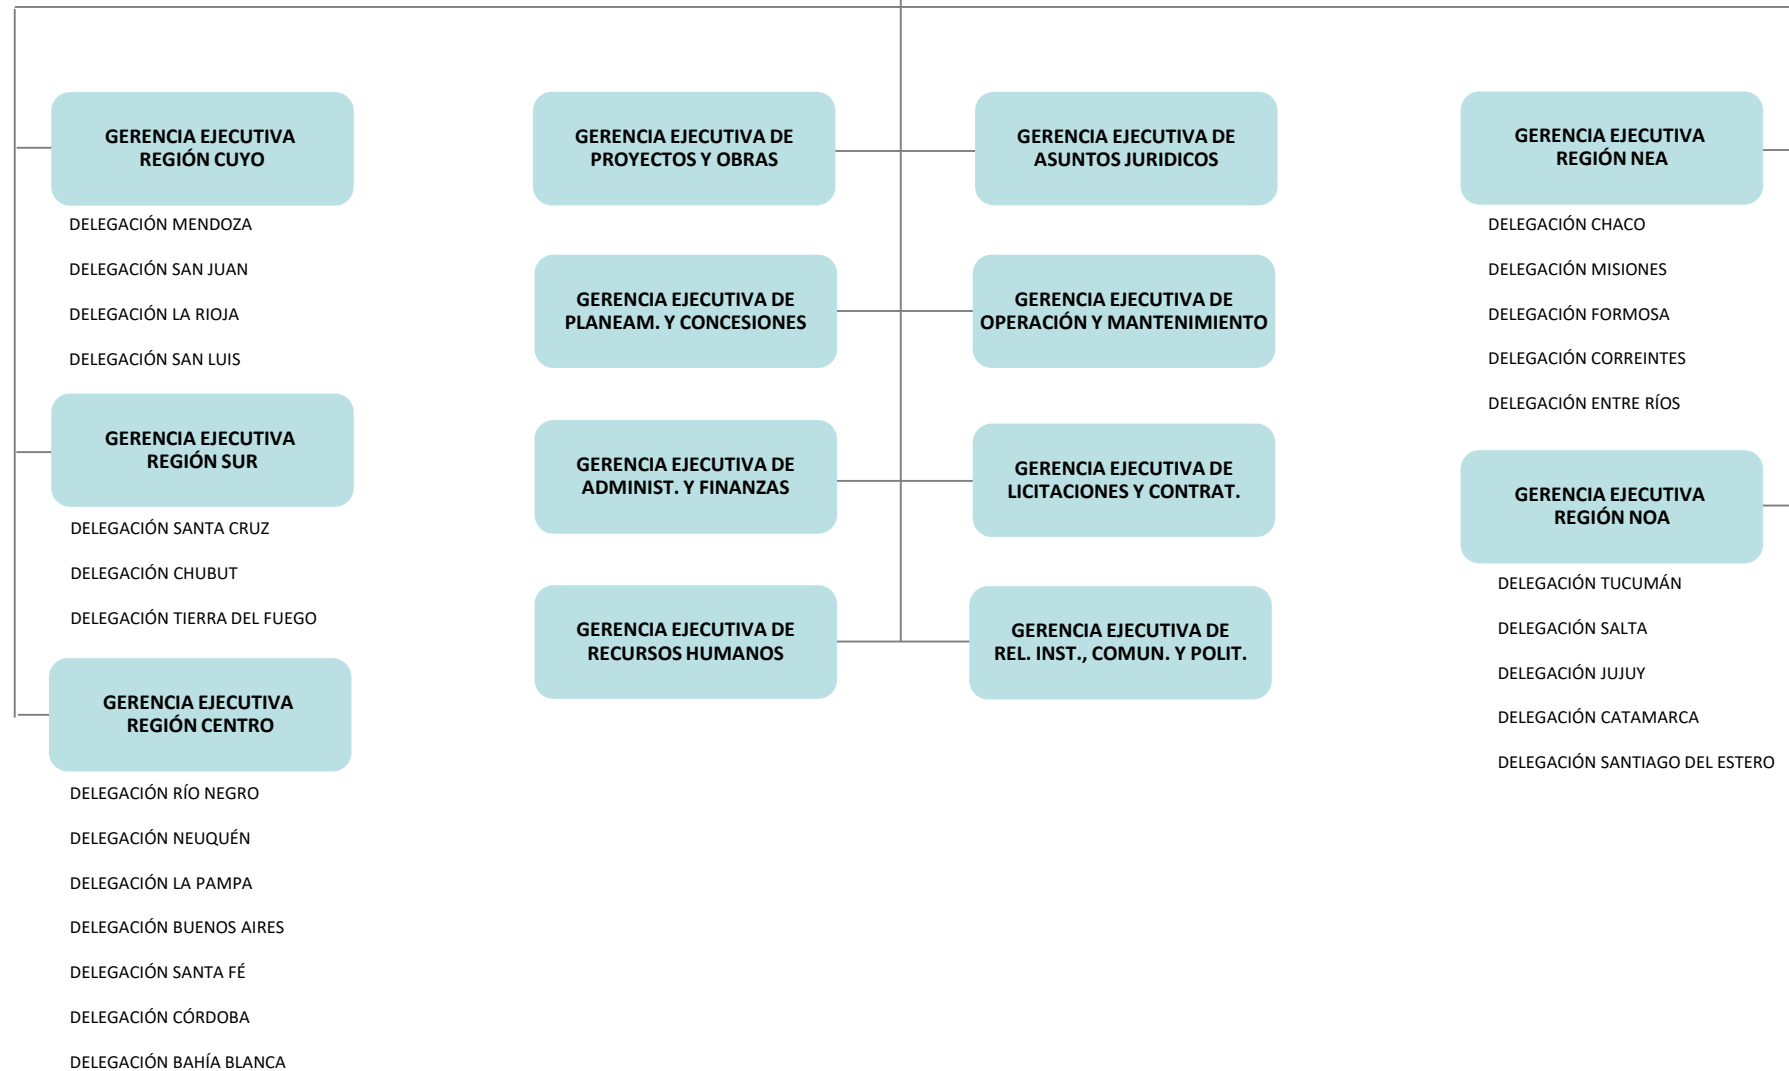 GERENCIA EJECUTIVA
REGIÓN CUYO
DELEGACIÓN MENDOZA
DELEGACIÓN SAN JUAN
DELEGACIÓN LA RIOJA
DELEGACIÓN SAN LUIS
GERENCIA EJECUTIVA
REGIÓN SUR
DELEGACIÓN SANTA CRUZ
DELEGACIÓN CHUBUT
DELEGACIÓN TIERRA DEL FUEGO
GERENCIA EJECUTIVA
REGIÓN CENTRO
DELEGACIÓN RÍO NEGRO
DELEGACIÓN NEUQUÉN
DELEGACIÓN LA PAMPA
DELEGACIÓN BUENOS AIRES
DELEGACIÓN SANTA FÉ
DELEGACIÓN CÓRDOBA
DELEGACIÓN BAHÍA BLANCA
GERENCIA EJECUTIVA DE
PROYECTOS Y OBRAS
GERENCIA EJECUTIVA DE
PLANEAM. Y CONCESIONES
GERENCIA EJECUTIVA DE
ADMINIST. Y FINANZAS
GERENCIA EJECUTIVA DE
RECURSOS HUMANOS
GERENCIA EJECUTIVA DE
ASUNTOS JURIDICOS
GERENCIA EJECUTIVA DE
OPERACIÓN Y MANTENIMIENTO
GERENCIA EJECUTIVA DE
LICITACIONES Y CONTRAT.
GERENCIA EJECUTIVA DE
REL. INST., COMUN. Y POLIT.
GERENCIA EJECUTIVA
REGIÓN NEA
DELEGACIÓN CHACO
DELEGACIÓN MISIONES
DELEGACIÓN FORMOSA
DELEGACIÓN CORREINTES
DELEGACIÓN ENTRE RÍOS
GERENCIA EJECUTIVA
REGIÓN NOA
DELEGACIÓN TUCUMÁN
DELEGACIÓN SALTA
DELEGACIÓN JUJUY
DELEGACIÓN CATAMARCA
DELEGACIÓN SANTIAGO DEL ESTERO